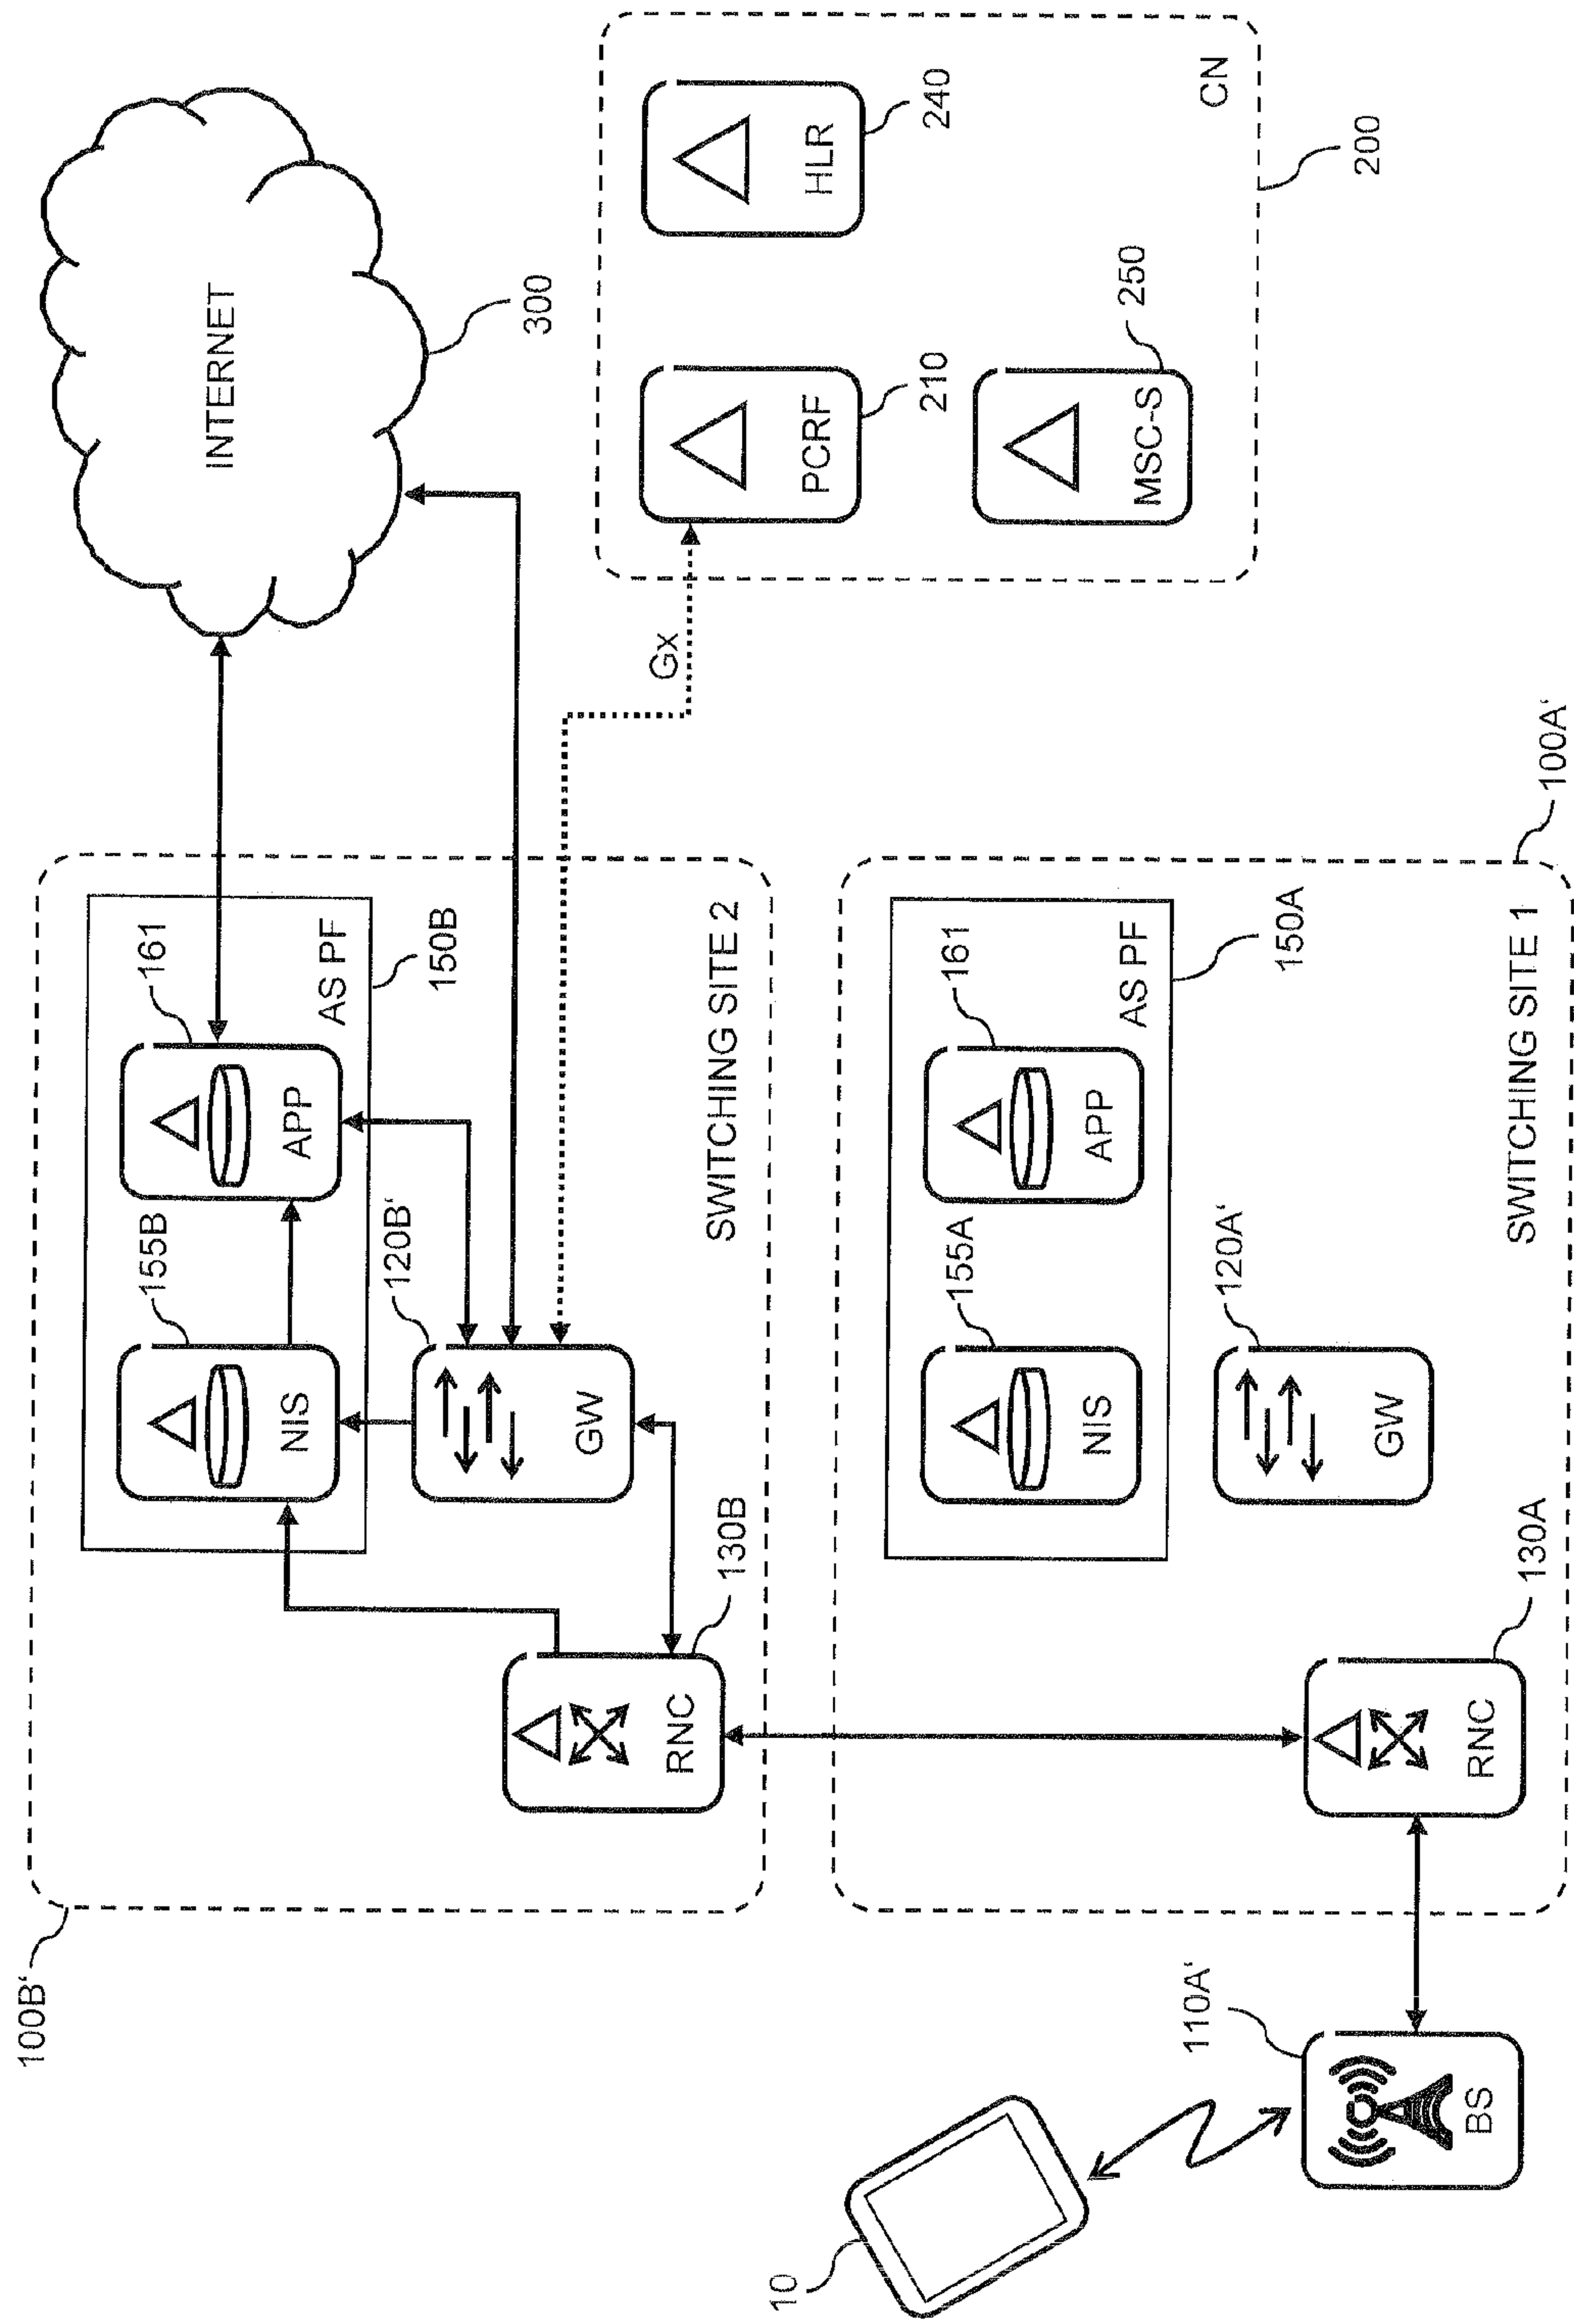 100B‘
155B
NIS
161
APP
AS PF
150B
120B‘
GW
RNC
130B
SWITCHING SITE 2
INTERNET
300
Gx
PCRF
210
HLR
240
MSC-S
250
CN
200
10
110A‘
BS
155A
NIS
161
APP
AS PF
150A
120A‘
GW
RNC
130A
SWITCHING SITE 1
100A‘